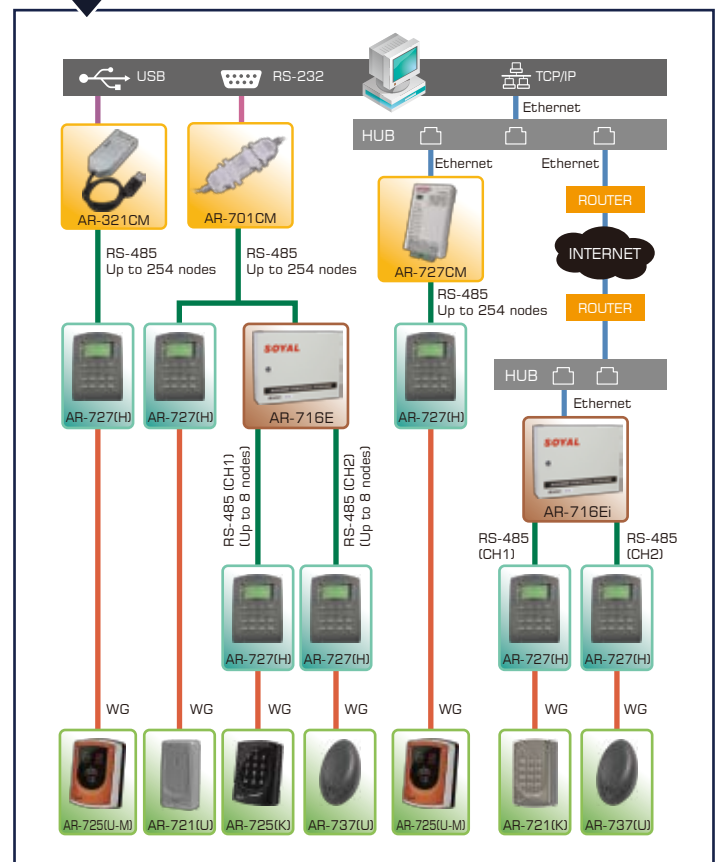 USB
RS-232
TCP/IP
Ethernet
HUB
Ethernet
Ethernet
AR-321CM
AR-701CM
AR-727CM
ROUTER
INTERNET
ROUTER
RS-485
Up to 254 nodes
RS-485
Up to 254 nodes
RS-485
Up to 254 nodes
AR-727(H)
AR-727(H)
SOYAL
AR-716E
AR-727(H)
HUB
Ethernet
SOYAL
AR-716Ei
RS-485 (CH1)
(Up to 8 nodes)
RS-485 (CH2)
(Up to 8 nodes)
RS-485
(CH1)
RS-485
(CH2)
AR-727(H)
AR-727(H)
AR-727(H)
AR-727(H)
WG
WG
WG
WG
WG
WG
WG
AR-725(U-M)
AR-721(U)
AR-725(K)
AR-737(U)
AR-725(U-M)
AR-721(K)
AR-737(U)